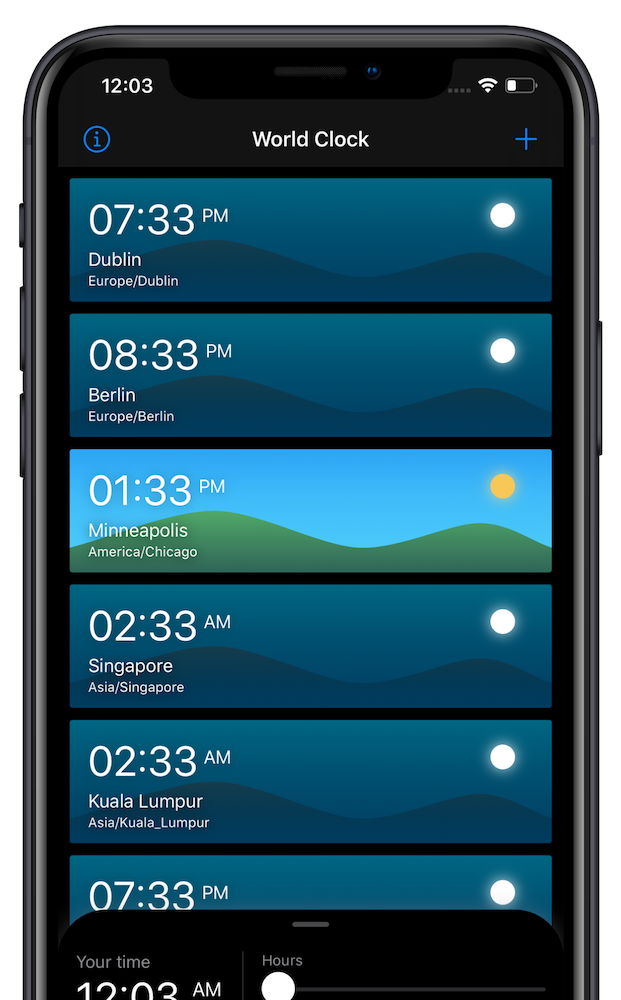 12:03
World Clock
07:33 PM
Dublin
Europe/Dublin
08:33 PM
Berlin
Europe/Berlin
01:33 PM
Minneapolis
America/Chicago
02:33 AM
Singapore
Asia/Singapore
02:33 AM
Kuala Lumpur
Asia/Kuala_Lumpur
07:33 PM
Your time
Hours
12:03 AM